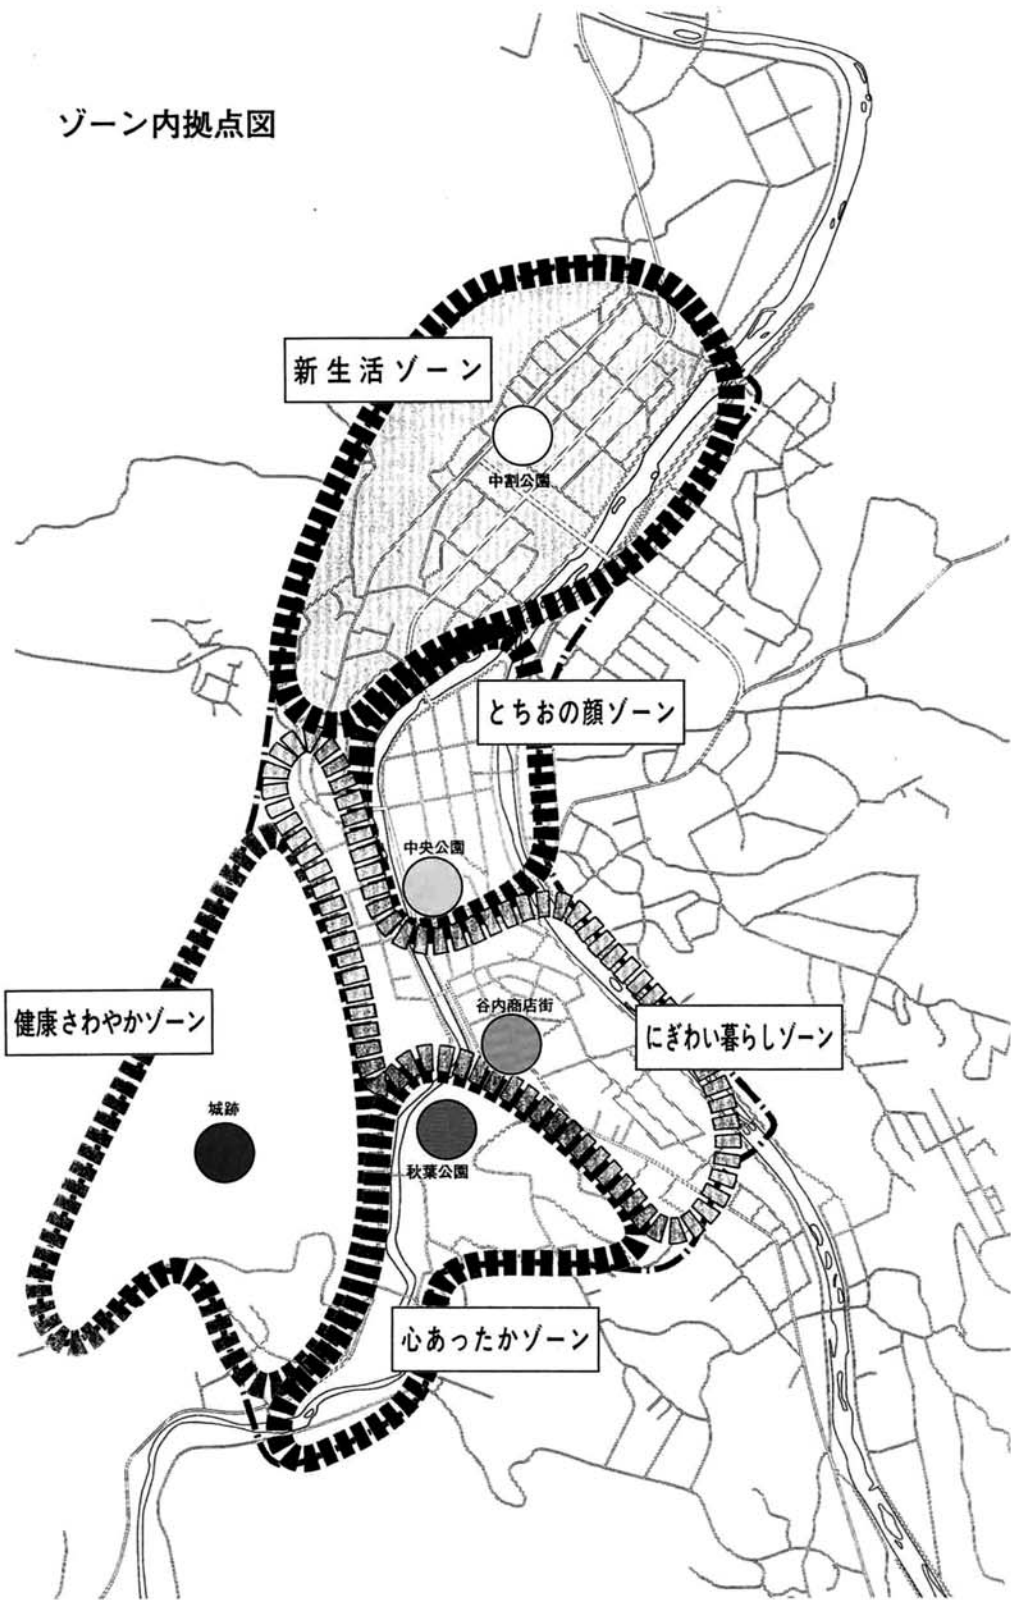 ゾーン内拠点図
新生活ゾーン
中割公園
とちおの顔ゾーン
中央公園
健康さわやかゾーン
谷内商店街
にぎわい暮らしゾーン
城跡
秋葉公園
心あったかゾーン